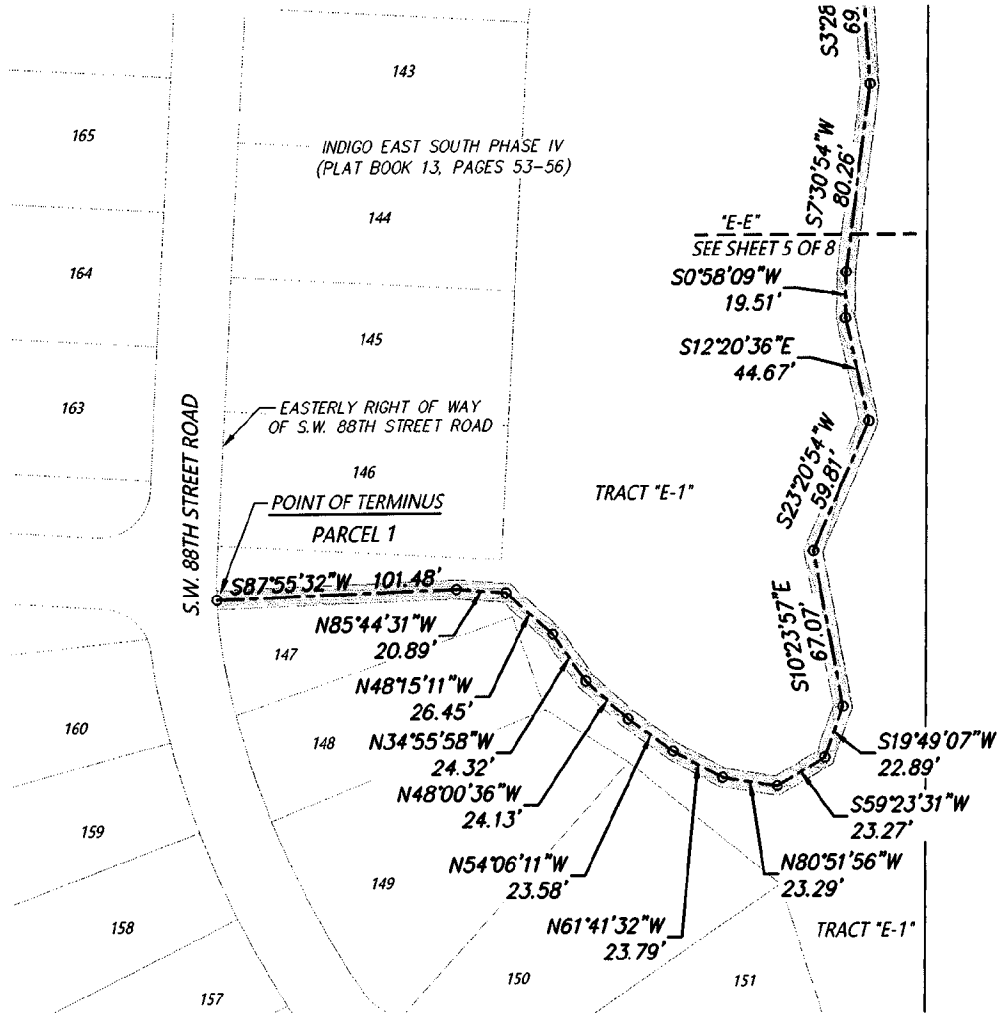 S3°28
69.
143
165
INDIGO EAST SOUTH PHASE IV
(PLAT BOOK 13, PAGES 53-56)
S7°30'54"W
80.26'
144
"E-E"
SEE SHEET 5 OF 8
164
S0°58'09"W
19.51'
145
S12°20'36"E
44.67'
163
EASTERLY RIGHT OF WAY
OF S.W. 88TH STREET ROAD
S.W. 88TH STREET ROAD
146
S23°20'54"W
59.81'
TRACT "E-1"
POINT OF TERMINUS
PARCEL 1
S87°55'32"W 101.48'
N85°44'31"W
20.89'
S10°23'57"E
67.07'
147
N48°15'11"W
26.45'
160
148
N34°55'58"W
24.32'
S19°49'07"W
22.89'
N48°00'36"W
24.13'
S59°23'31"W
23.27'
159
149
N54°06'11"W
23.58'
N80°51'56"W
23.29'
N61°41'32"W
23.79'
158
TRACT "E-1"
150
151
157